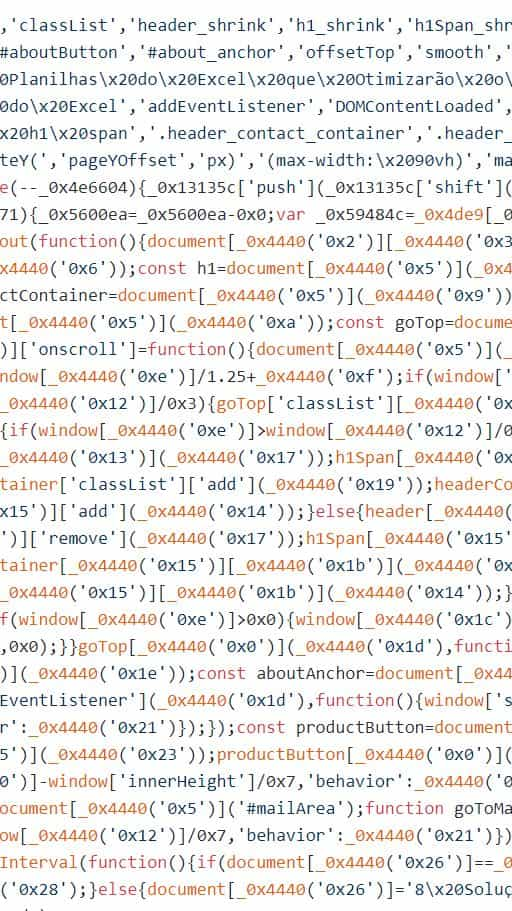 ,'classList','header_shrink','h1_shrink','h1Span_shr
#aboutButton','#about_anchor','offsetTop','smooth','
0Planilhas\x20do\x20Excel\x20que\x20Otimizarão\x20o\
0do\x20Excel','addEventListener','DOMContentLoaded',
x20h1\x20span','.header_contact_container','.header_
teY(','pageYOffset','px)','(max-width:\x2090vh)','ma
e(--_0x4e6604){_0x13135c['push'](_0x13135c['shift'](
71){_0x5600ea=_0x5600ea-0x0;var _0x59484c=_0x4de9[_0
out(function(){document[_0x4440('0x2')][_0x4440('0x3
x4440('0x6'));const h1=document[_0x4440('0x5')](_0x4
ctContainer=document[_0x4440('0x5')](_0x4440('0x9'))
t[_0x4440('0x5')](_0x4440('0xa'));const goTop=docume
)]['onscroll']=function(){document[_0x4440('0x5')](_
ndow[_0x4440('0xe')]/1.25+_0x4440('0xf');if(window['
_0x4440('0x12')]/0x3){goTop['classList'][_0x4440('0x
{if(window[_0x4440('0xe')]>window[_0x4440('0x12')]/0
_0x4440('0x13')](_0x4440('0x17'));h1Span[_0x4440('0x
tainer['classList']['add'](_0x4440('0x19'));headerCo
x15')]['add'](_0x4440('0x14'));}else{header[_0x4440(
')]['remove'](_0x4440('0x17'));h1Span[_0x4440('0x15'
tainer[_0x4440('0x15')][_0x4440('0x1b')](_0x4440('0x
_0x4440('0x15')][_0x4440('0x1b')](_0x4440('0x14'));}
f(window[_0x4440('0xe')]>0x0){window[_0x4440('0x1c')
,0x0);}}goTop[_0x4440('0x0')](_0x4440('0x1d'),functi
)](_0x4440('0x1e'));const aboutAnchor=document[_0x44
EventListener'](_0x4440('0x1d'),function(){window['s
r':_0x4440('0x21')});});const productButton=document
5')](_0x4440('0x23'));productButton[_0x4440('0x0')](
0')]-window['innerHeight']/0x7,'behavior':_0x4440('0
ocument[_0x4440('0x5')]('#mailArea');function goToMa
ow[_0x4440('0x12')]/0x7,'behavior':_0x4440('0x21')})
Interval(function(){if(document[_0x4440('0x26')]==_0
('0x28');}else{document[_0x4440('0x26')]='8\x20Soluç